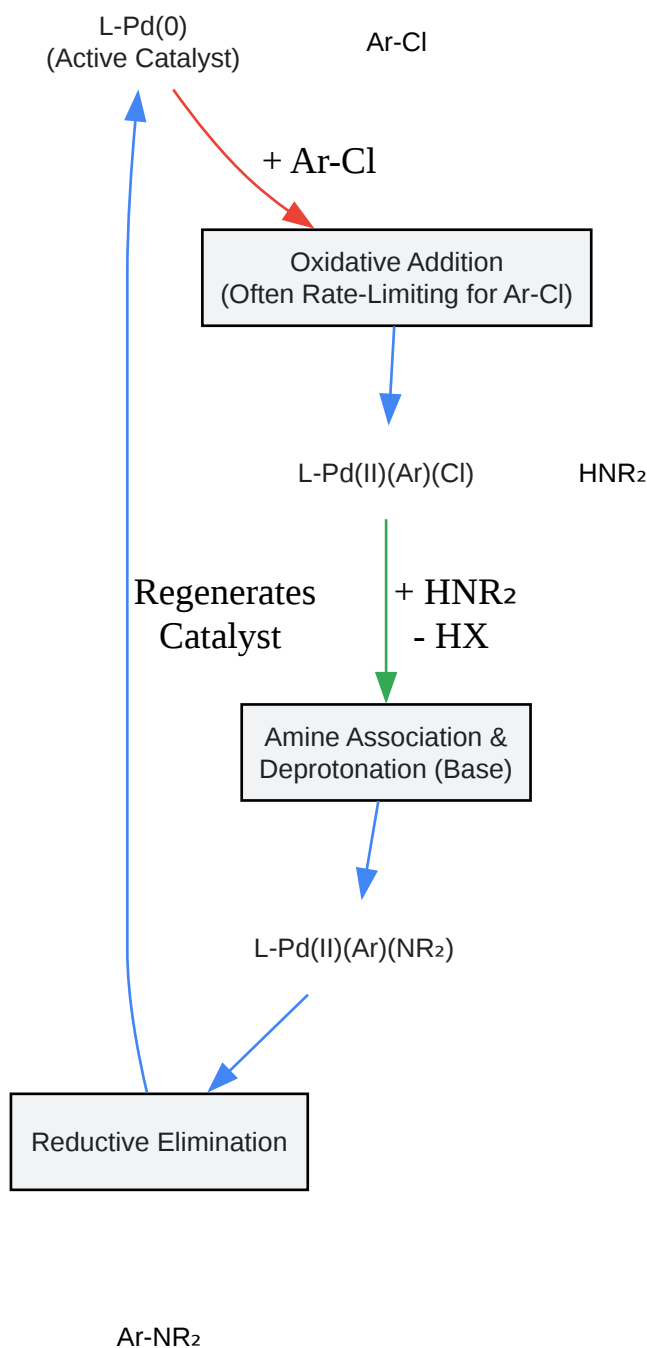 L-Pd(0)
(Active Catalyst)
Ar-Cl
+ Ar-Cl
Oxidative Addition
(Often Rate-Limiting for Ar-Cl)
L-Pd(II)(Ar)(Cl)
HNR₂
Regenerates
Catalyst
+ HNR₂
- HX
Amine Association &
Deprotonation (Base)
L-Pd(II)(Ar)(NR₂)
Reductive Elimination
Ar-NR₂